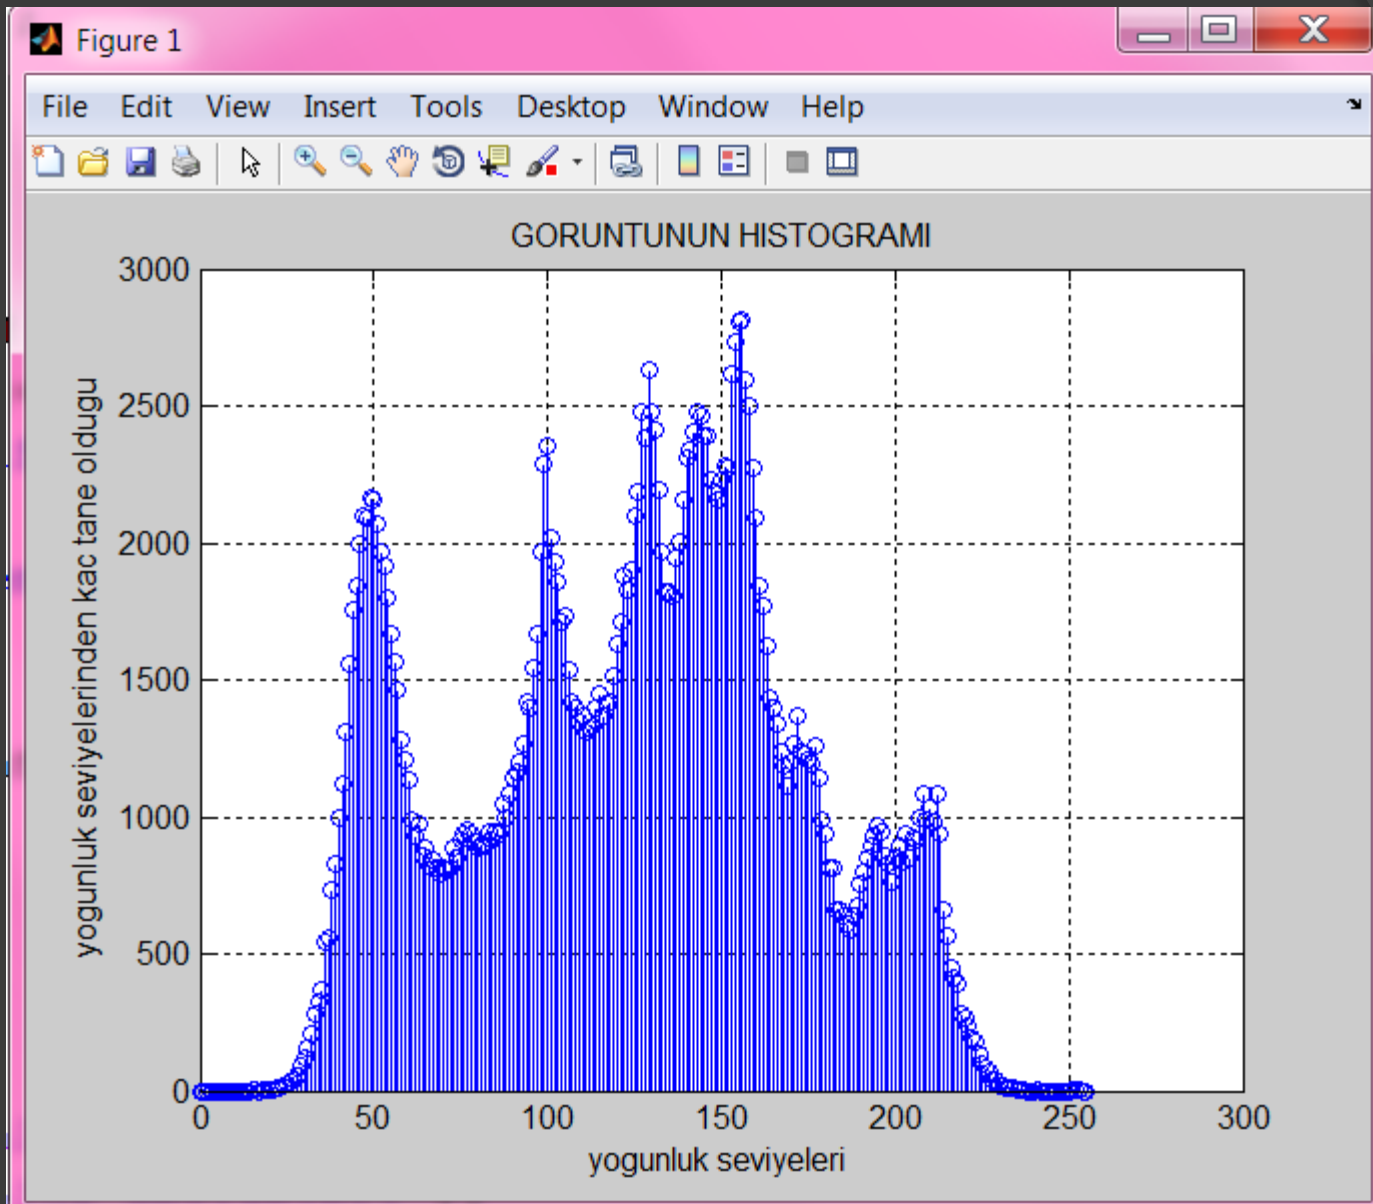 Figure 1
File Edit View Insert Tools Desktop Window Help
GORUNTUNUN HISTOGRAMI
yogunluk seviyelerinden kac tane oldugu
3000
2500
2000
1500
1000
500
0
0 50 100 150 200 250 300
yogunluk seviyeleri